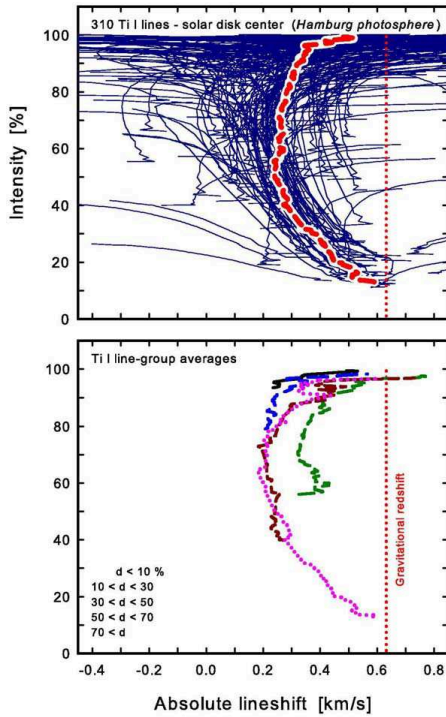 310 Ti I lines - solar disk center (Hamburg photosphere)
100
80
60
40
20
0
Intensity [%]
Ti I line-group averages
100
80
60
40
20
0
Gravitational redshift
d < 10 %
10 < d < 30
30 < d < 50
50 < d < 70
70 < d
-0.4 -0.2 0.0 0.2 0.4 0.6 0.8
Absolute lineshift [km/s]